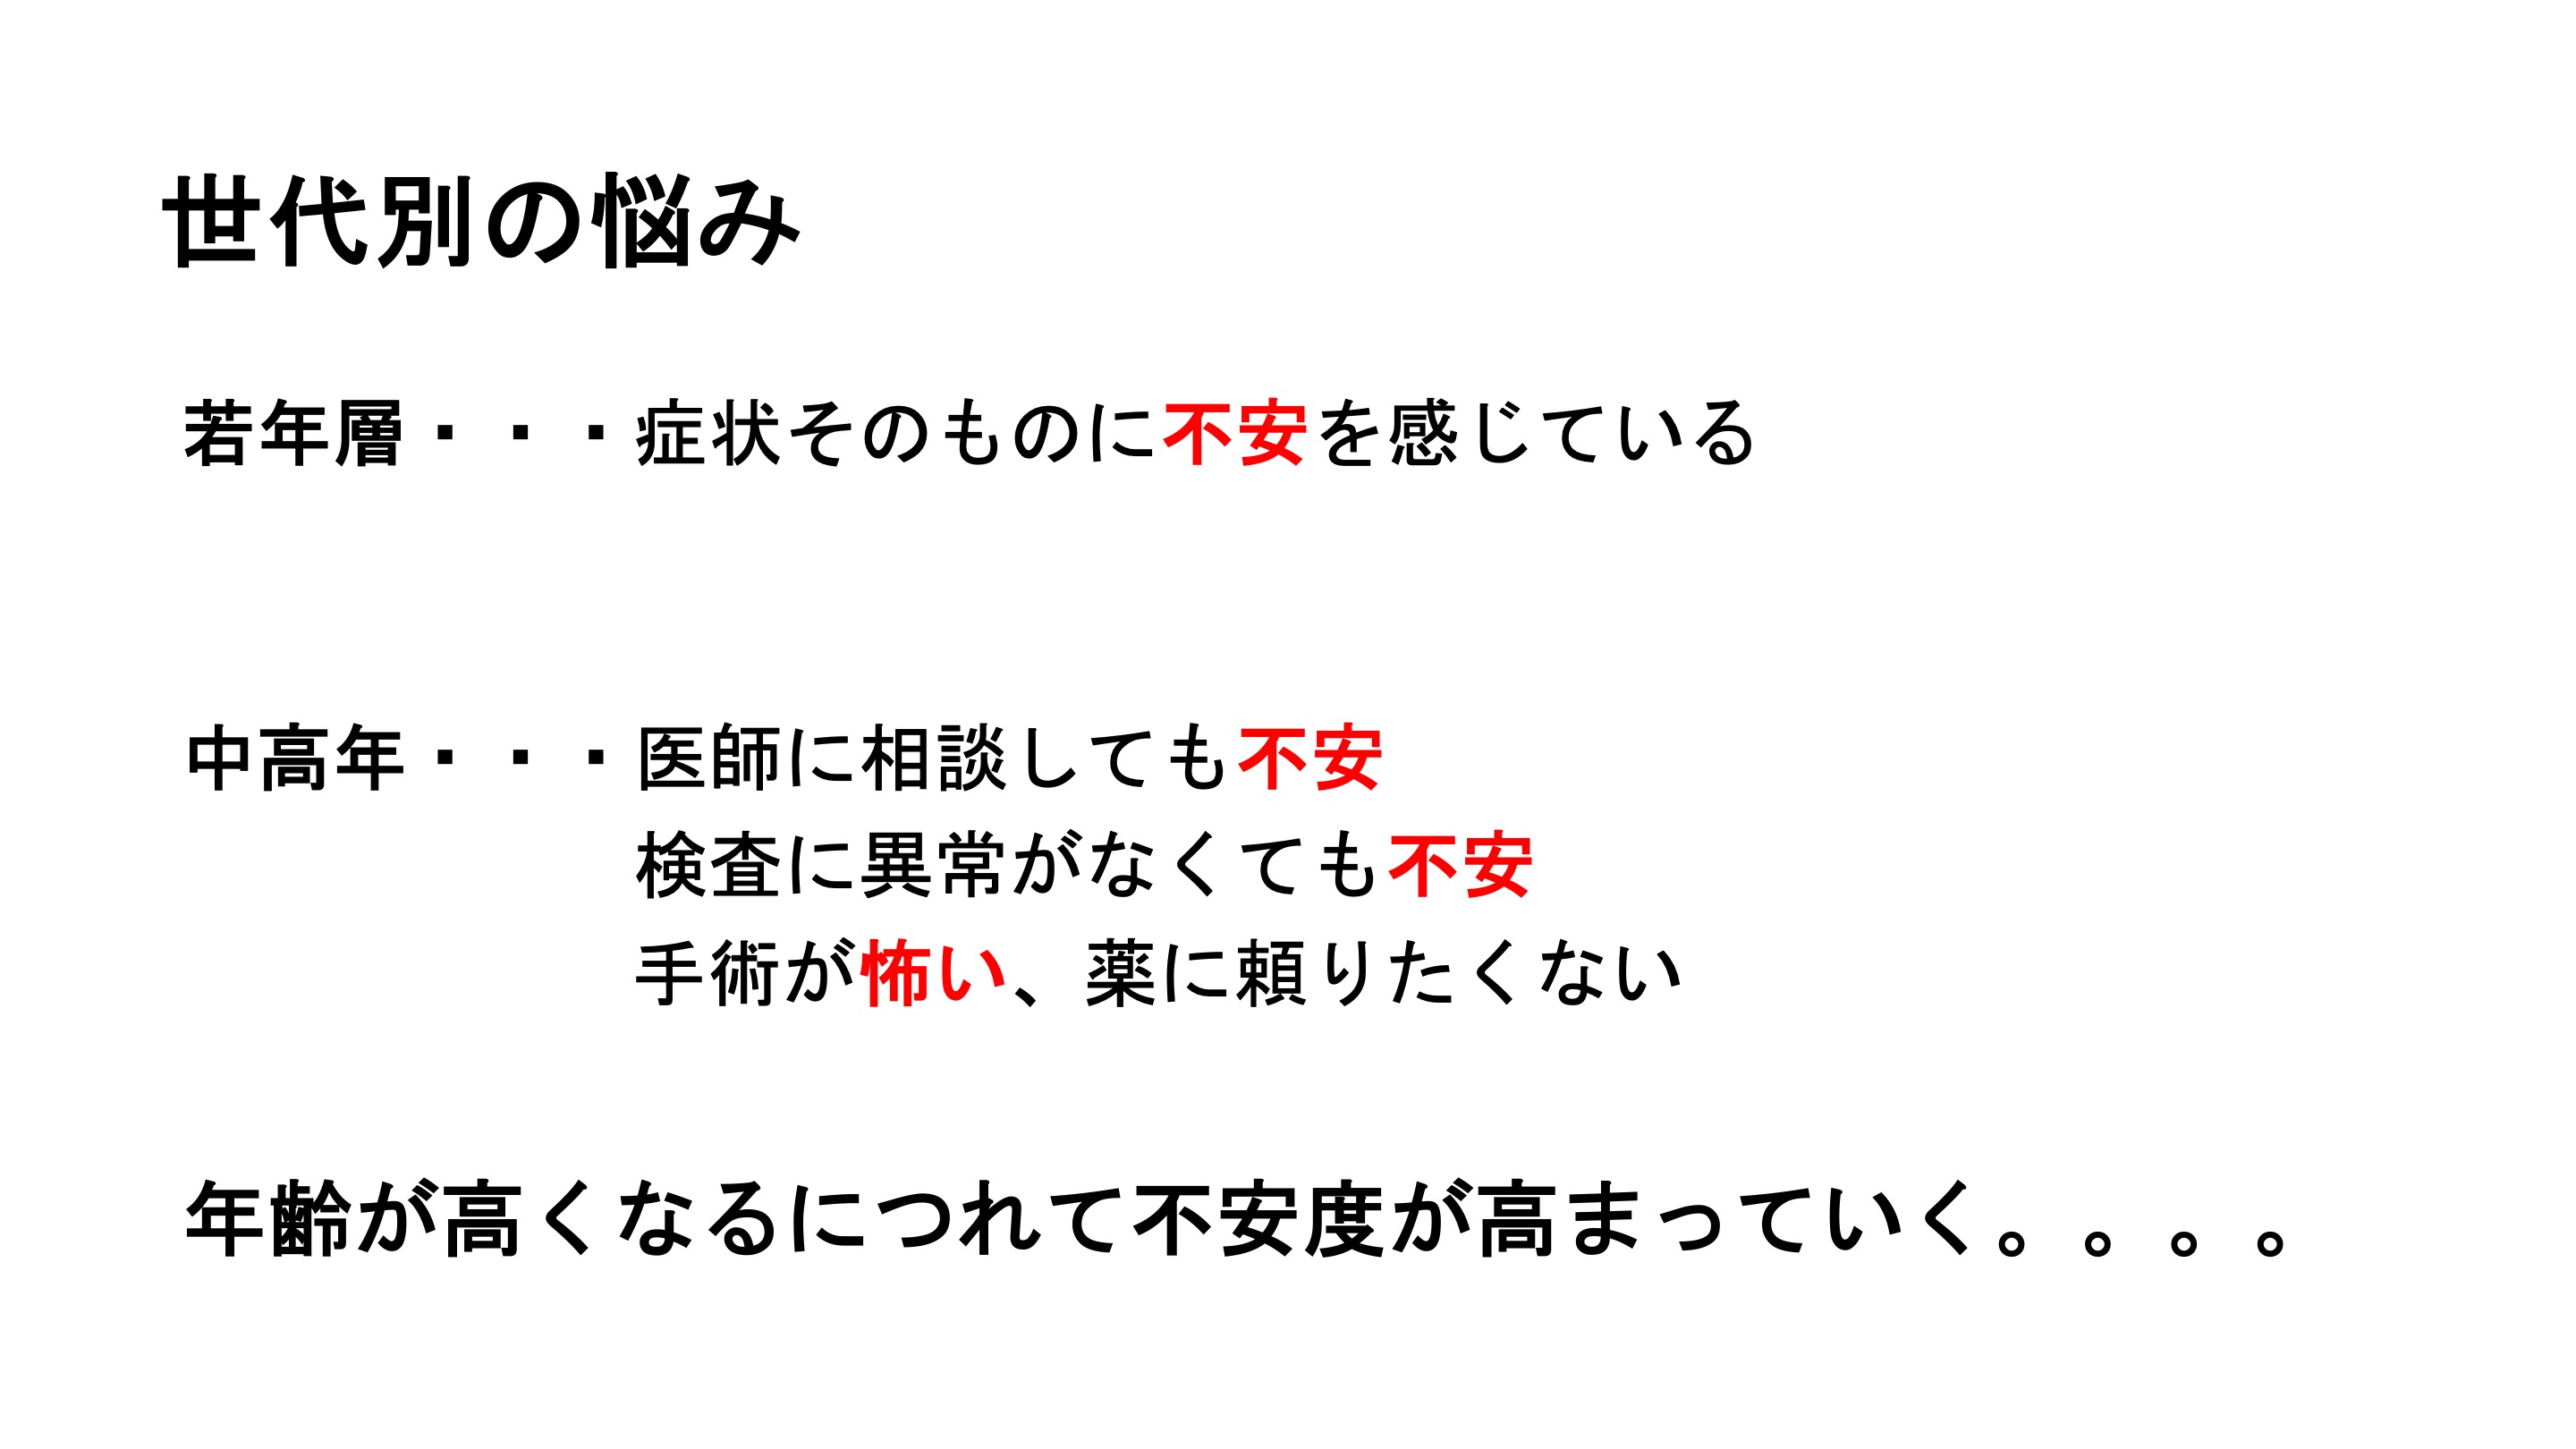 世代別の悩み
若年層・・・症状そのものに不安を感じている
中高年・・・医師に相談しても不安
検査に異常がなくても不安
手術が怖い、薬に頼りたくない
年齢が高くなるにつれて不安度が高まっていく。。。。